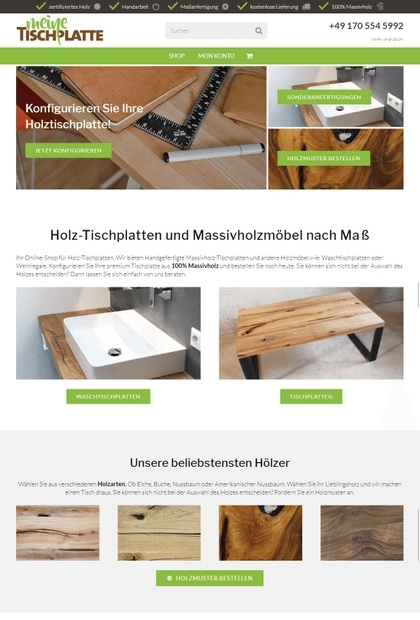 zertifiziertes Holz
Handarbeit
Maßanfertigung
kostenlose Lieferung
100% Massivholz
meine
TISCHPLATTE
Suchen
+49 170 554 5992
SHOP
MEIN KONTO
Konfigurieren Sie Ihre
Holztischplatte!
JETZT KONFIGURIEREN
SONDERANFERTIGUNGEN
HOLZMUSTER BESTELLEN
Holz-Tischplatten und Massivholzmöbel nach Maß
Ihr Online-Shop für Holz-Tischplatten. Wir bieten Handgefertigte Massivholz-Tischplatten und andere Holzmöbel wie: Waschtischplatten oder
Weinregale. Konfigurieren Sie Ihre premium Tischplatte aus 100% Massivholz und bestellen Sie noch heute. Sie können sich nicht bei der Auswahl des
Holzes entscheiden? Dann lassen Sie sich einfach von uns beraten.
WASCHTISCHPLATTEN
TISCHPLATTEN
Unsere beliebstensten Hölzer
Wählen Sie aus verschiedenen Holzarten. Ob Eiche, Buche, Nussbaum oder Amerikanischer Nussbaum. Wählen Sie Ihr Lieblingsholz und wir machen
einen Tisch draus. Sie können sich nicht bei der Auswahl des Holzes entscheiden? Fordern Sie ein Holzmuster an.
HOLZMUSTER BESTELLEN